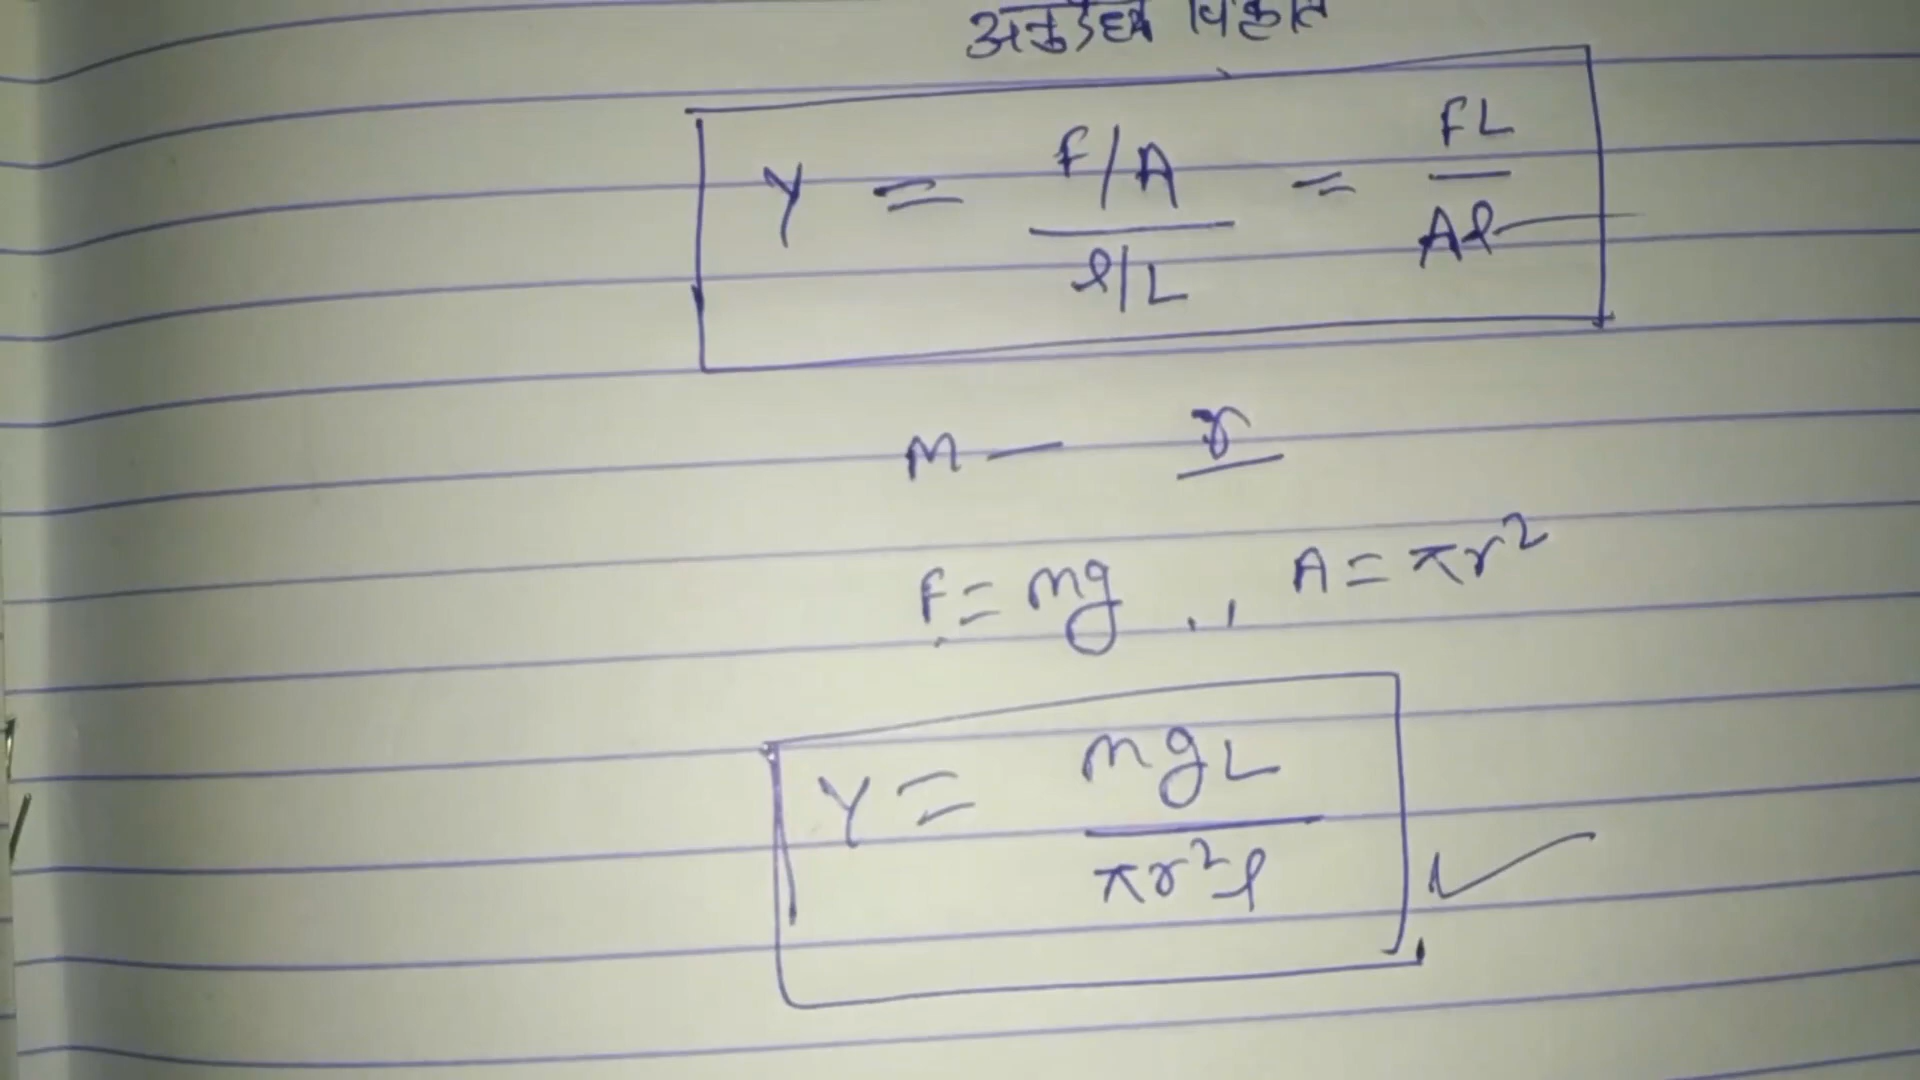 अनुदैर्घ्य विकृति
Y = F/A / l/L = FL / Al
M — r
F = mg , A = πr²
Y = mgL / πr²l